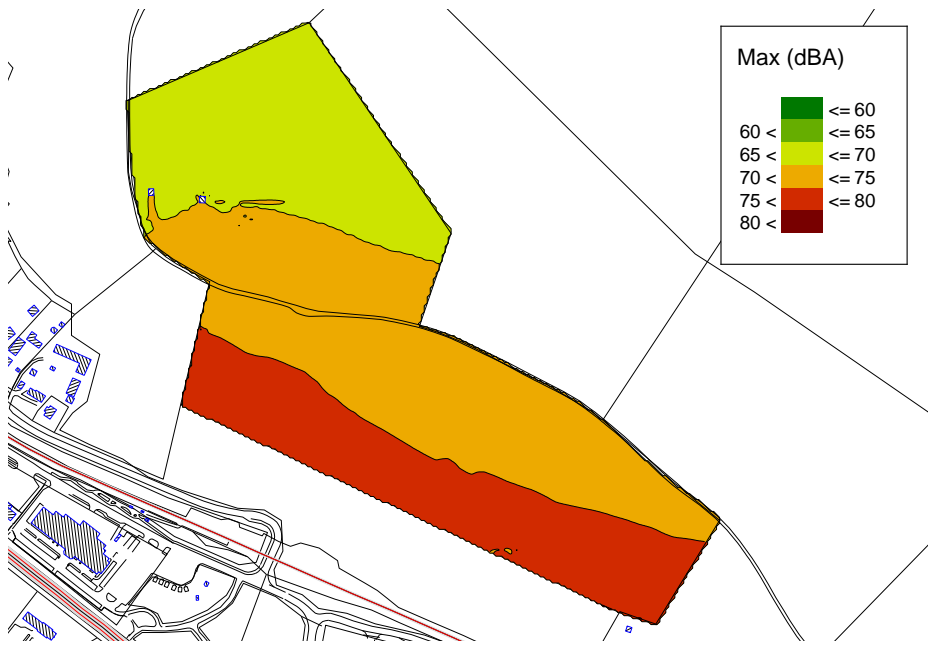 Max (dBA)
<= 60
60 < <= 65
65 < <= 70
70 < <= 75
75 < <= 80
80 <